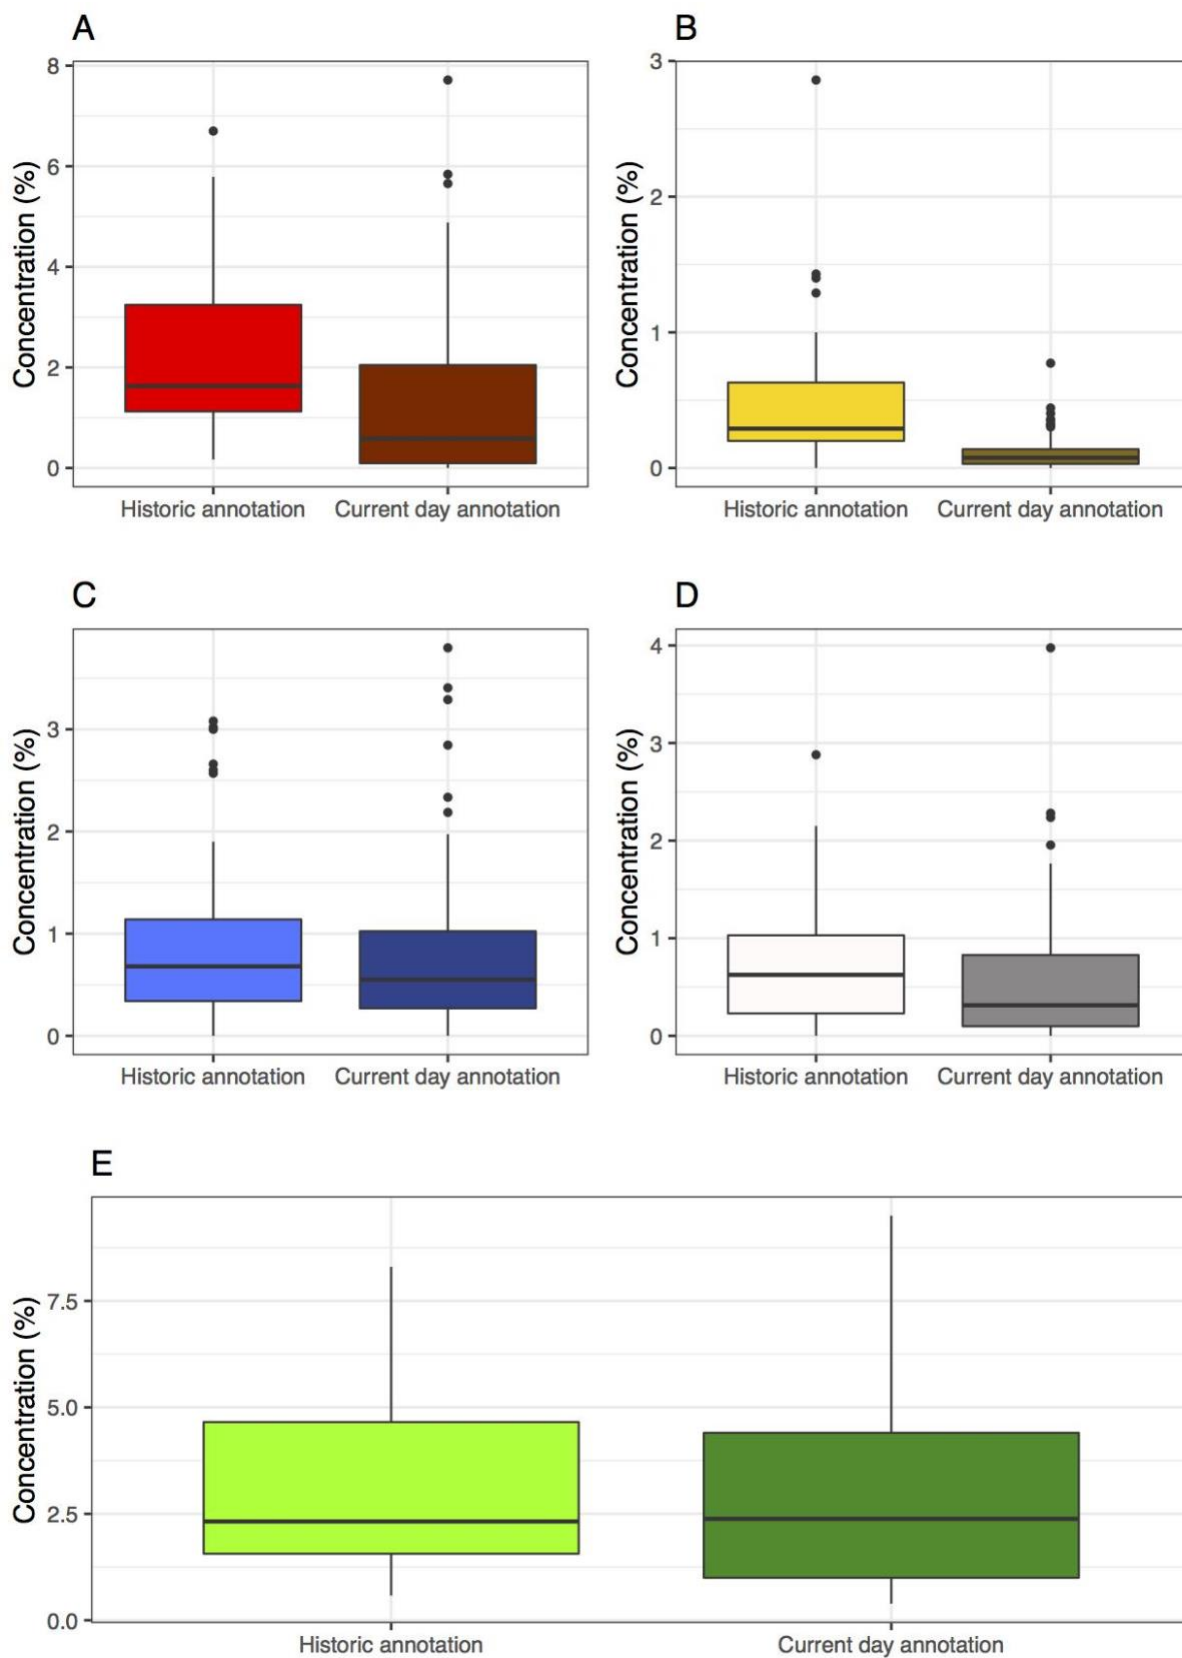 A
B
Concentration (%)
8
6
4
2
0
Historic annotation
Current day annotation
Concentration (%)
3
2
1
0
Historic annotation
Current day annotation
C
D
Concentration (%)
3
2
1
0
Historic annotation
Current day annotation
Concentration (%)
4
3
2
1
0
Historic annotation
Current day annotation
E
Concentration (%)
7.5
5.0
2.5
0.0
Historic annotation
Current day annotation